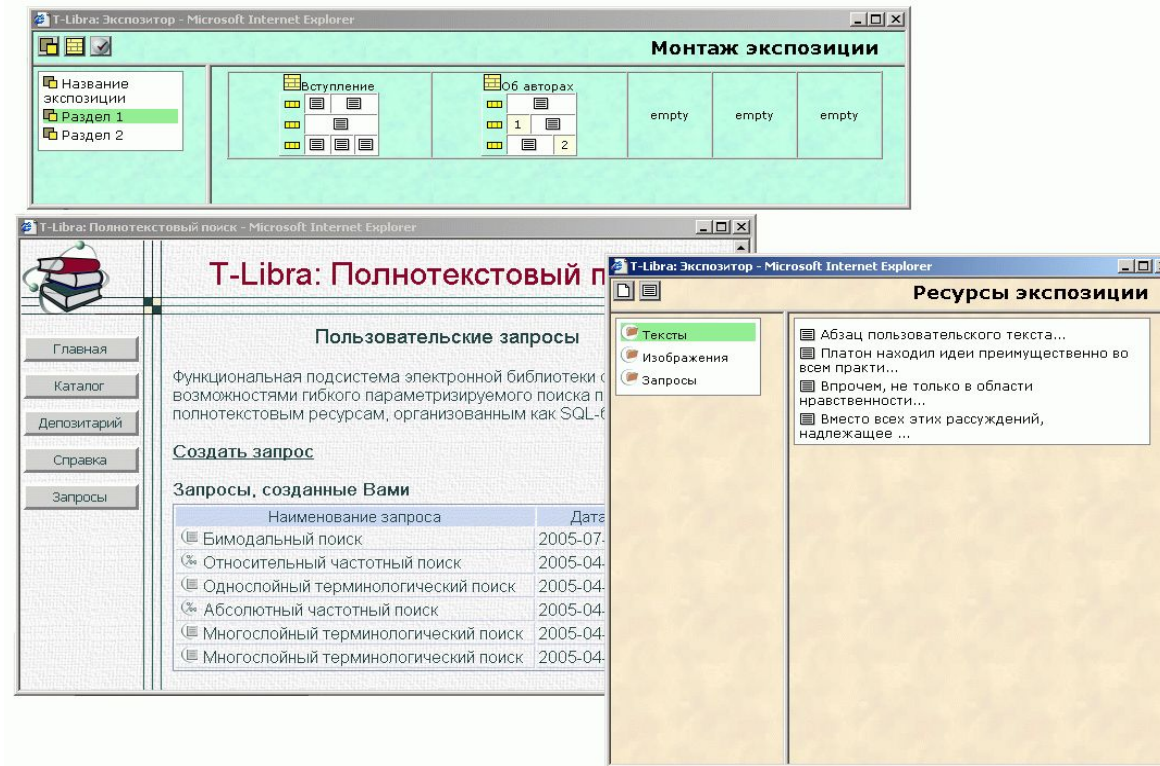 T-Libra: Экспозитор - Microsoft Internet Explorer
Монтаж экспозиции
Название
экспозиции
Раздел 1
Раздел 2
Вступление
Об авторах
1
2
empty
empty
empty
T-Libra: Полнотекстовый поиск - Microsoft Internet Explorer
T-Libra: Полнотекстовый п
Главная
Каталог
Депозитарий
Справка
Запросы
Пользовательские запросы
Функциональная подсистема электронной библиотеки
возможностями гибкого параметризируемого поиска п
полнотекстовым ресурсам, организованным как SQL-
Создать запрос
Запросы, созданные Вами
Наименование запроса Дата
Бимодальный поиск 2005-07-
Относительный частотный поиск 2005-04-
Однослойный терминологический поиск 2005-04-
Абсолютный частотный поиск 2005-04-
Многослойный терминологический поиск 2005-04-
Многослойный терминологический поиск 2005-04-
T-Libra: Экспозитор - Microsoft Internet Explorer
Ресурсы экспозиции
Тексты
Изображения
Запросы
Абзац пользовательского текста...
Платон находил идеи преимущественно во
всем практи...
Впрочем, не только в области
нравственности...
Вместо всех этих рассуждений,
надлежащее ...